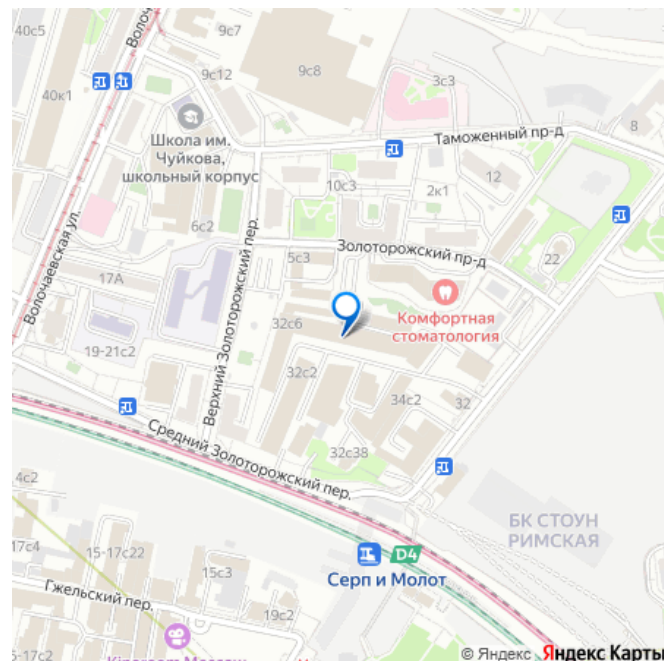 40с5
Волоч
9с7
9с12
9с8
3с3
40к1
Школа им.
Чуйкова,
школьный корпус
Таможенный пр-д
8
10с3
2к1
12
6с2
Волочаевская ул.
Верхний Золоторожский пер.
Золоторожский пр-д
22
5с3
17А
Комфортная
стоматология
32с6
19-21с2
32с2
34с2
32
Средний Золоторожский пер.
32с38
4с2
БК СТОУН
РИМСКАЯ
17с4
15-17с22
D4
Серп и Молот
15с3
Гжельский пер.
19с2
15-17с2
© Яндекс Яндекс Карты